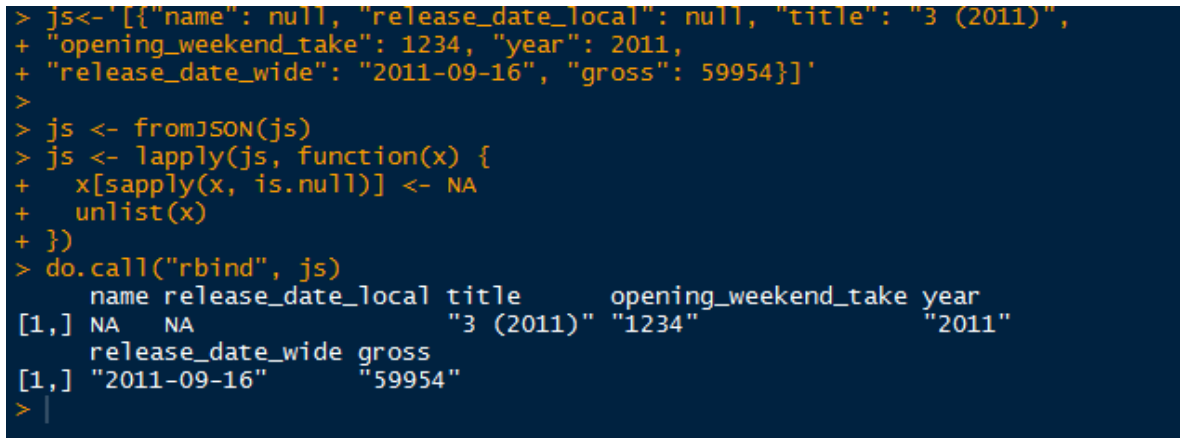 > js<-'[{"name": null, "release_date_local": null, "title": "3 (2011)",
+ "opening_weekend_take": 1234, "year": 2011,
+ "release_date_wide": "2011-09-16", "gross": 59954}]'
>
> js <- fromJSON(js)
> js <- lapply(js, function(x) {
+   x[sapply(x, is.null)] <- NA
+   unlist(x)
+ })
> do.call("rbind", js)
     name release_date_local title      opening_weekend_take year
[1,] NA   NA                 "3 (2011)" "1234"               "2011"
     release_date_wide gross
[1,] "2011-09-16"      "59954"
>